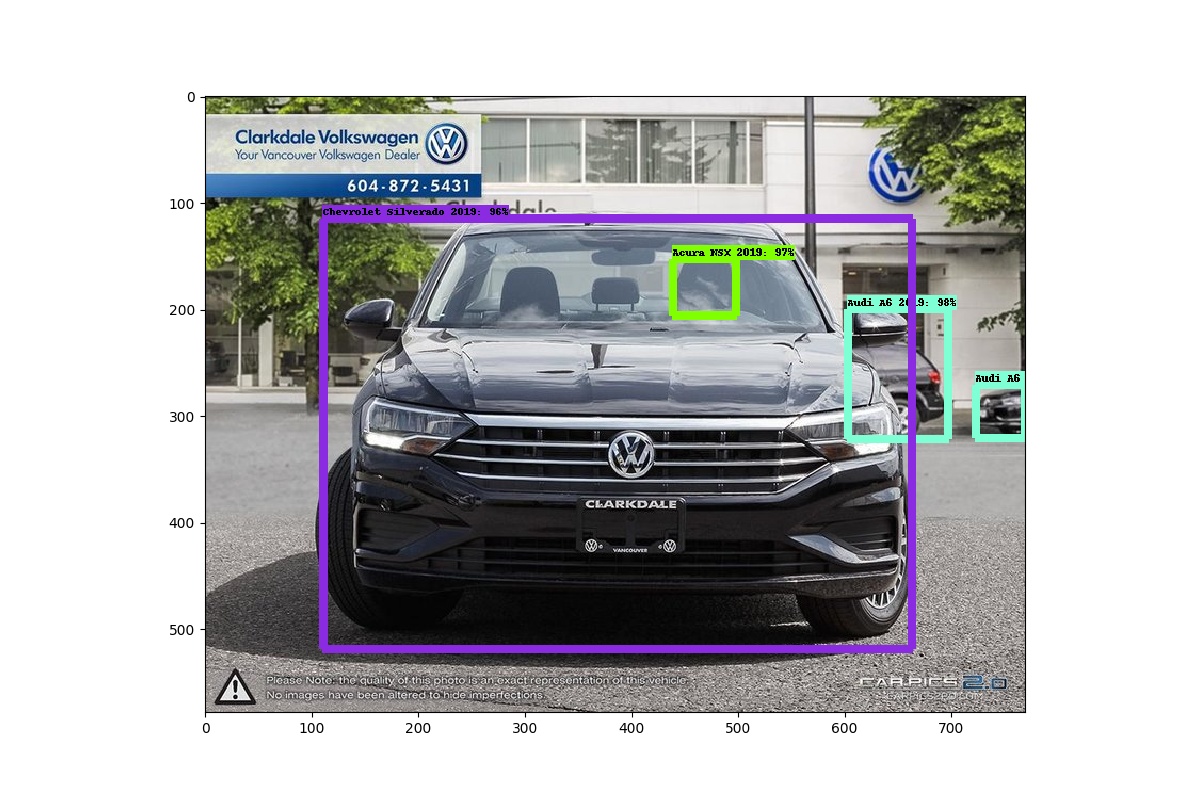 0
100
200
300
400
500
0
100
200
300
400
500
600
700
Clarkdale Volkswagen
Your Vancouver Volkswagen Dealer
604-872-5431
Clarkdale
Chevrolet Silverado 2019: 96%
Acura NSX 2019: 97%
Audi A6 2019: 98%
Audi A6
CLARKDALE
VANCOUVER
Please Note: the quality of this photo is an exact representation of this vehicle.
No images have been altered to hide imperfections.
CARPICS 2.0
CARPICS2P0.COM